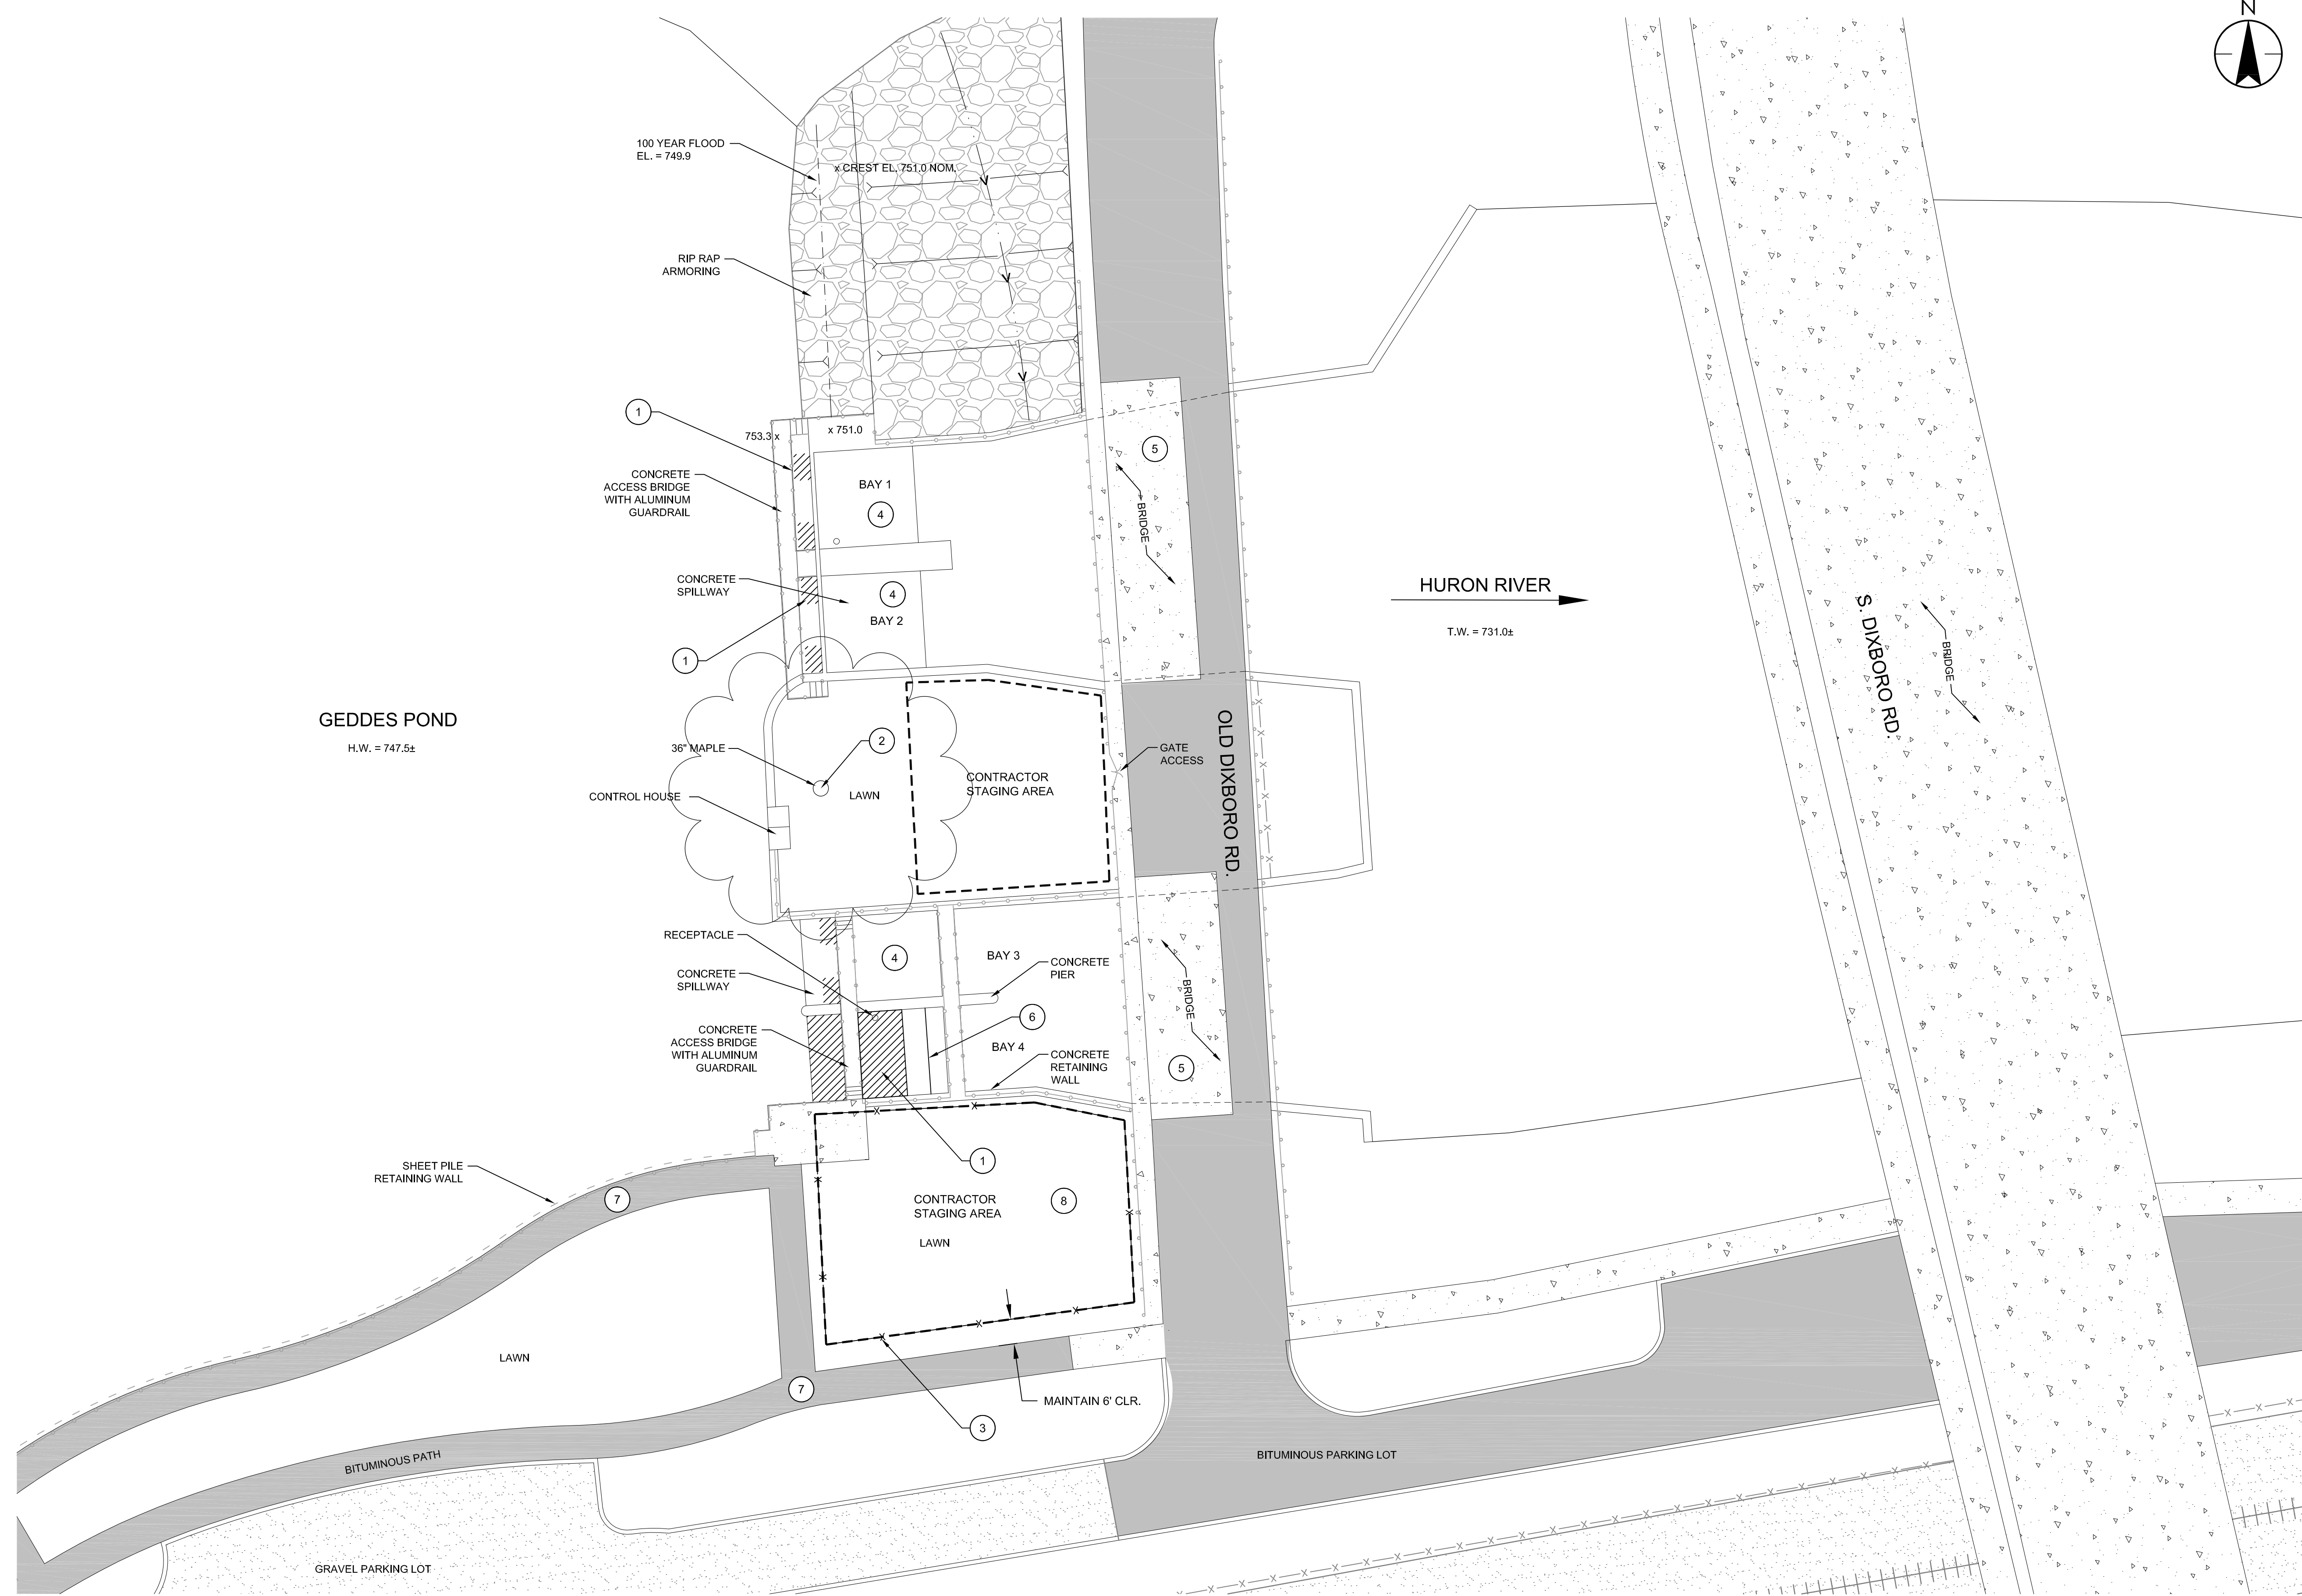 N
100 YEAR FLOOD
EL. = 749.9
x CREST EL. 751.0 NOM.
RIP RAP
ARMORING
1
753.3 x
x 751.0
5
CONCRETE
ACCESS BRIDGE
WITH ALUMINUM
GUARDRAIL
BAY 1
4
BRIDGE
CONCRETE
SPILLWAY
4
BAY 2
HURON RIVER
T.W. = 731.0±
S. DIXBORO RD.
BRIDGE
1
GEDDES POND
H.W. = 747.5±
36" MAPLE
2
GATE
ACCESS
OLD DIXBORO RD.
CONTROL HOUSE
LAWN
CONTRACTOR
STAGING AREA
RECEPTACLE
4
BAY 3
CONCRETE
PIER
CONCRETE
SPILLWAY
BRIDGE
6
CONCRETE
ACCESS BRIDGE
WITH ALUMINUM
GUARDRAIL
BAY 4
CONCRETE
RETAINING
WALL
5
SHEET PILE
RETAINING WALL
1
7
CONTRACTOR
STAGING AREA
8
LAWN
LAWN
7
MAINTAIN 6' CLR.
3
BITUMINOUS PATH
BITUMINOUS PARKING LOT
GRAVEL PARKING LOT